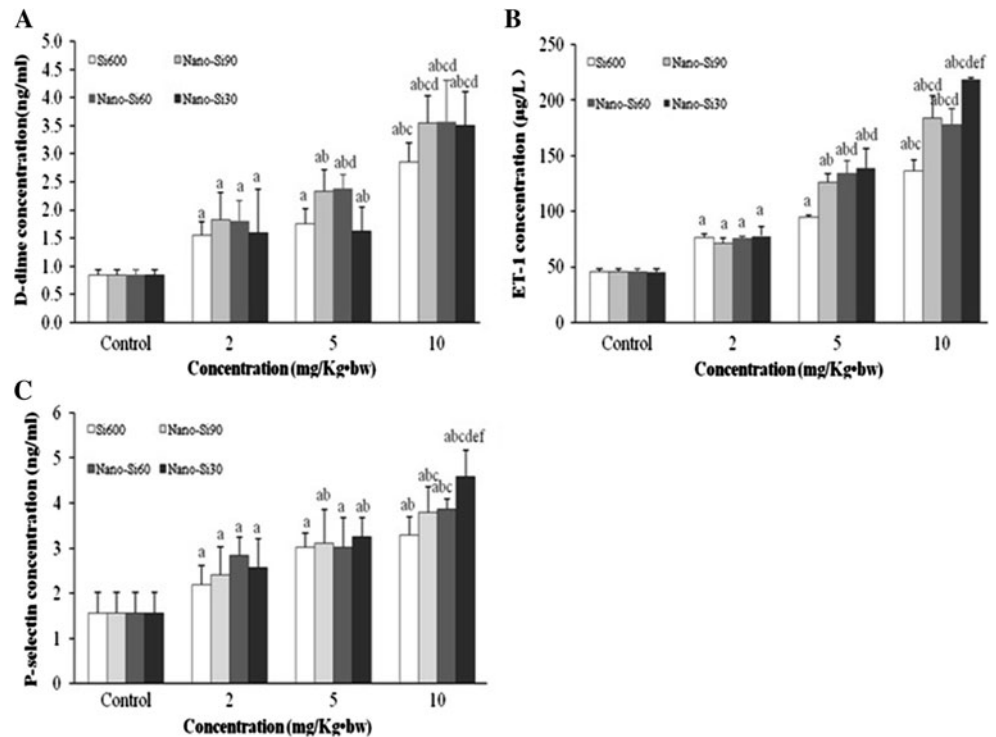 A
D-dime concentration(ng/ml)
5.0
4.5
4.0
3.5
3.0
2.5
2.0
1.5
1.0
0.5
0.0
Si600 Nano-Si90
Nano-Si60 Nano-Si30
a a a a
a ab abd ab
abc abcd abcd abcd
Control 2 5 10
Concentration (mg/Kg•bw)
B
ET-1 concentration (µg/L)
250
200
150
100
50
0
Si600 Nano-Si90
Nano-Si60 Nano-Si30
a a a a
a ab abd abd
abc abcd abcd abcdef
Control 2 5 10
Concentration (mg/Kg•bw)
C
P-selectin concentration (ng/ml)
6
5
4
3
2
1
0
Si600 Nano-Si90
Nano-Si60 Nano-Si30
a a a a
a ab a ab
ab abc abc abcdef
Control 2 5 10
Concentration (mg/Kg•bw)